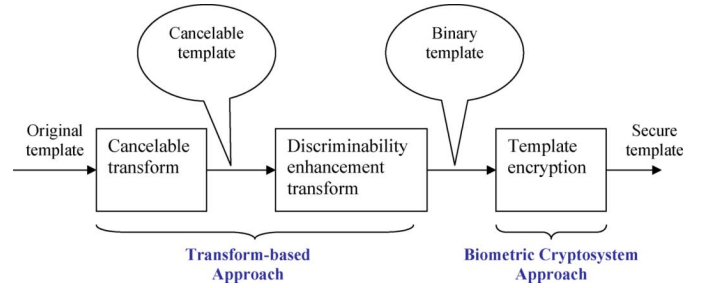 Cancelable
template
Binary
template
Original
template
Cancelable
transform
Discriminability
enhancement
transform
Template
encryption
Secure
template
Transform-based
Approach
Biometric Cryptosystem
Approach